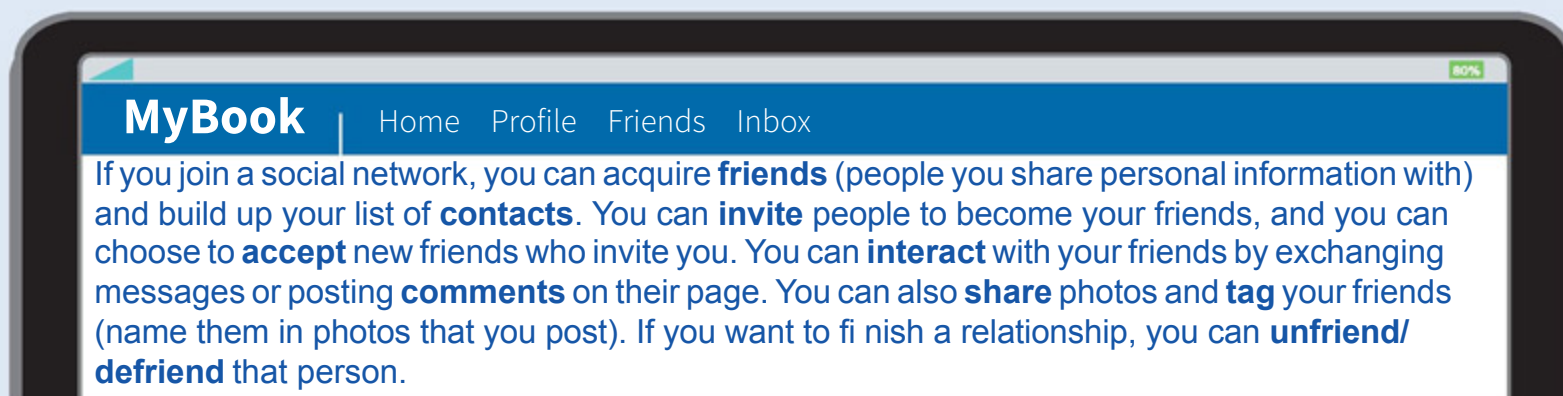 80%
MyBook Home Profile Friends Inbox
If you join a social network, you can acquire friends (people you share personal information with)
and build up your list of contacts. You can invite people to become your friends, and you can
choose to accept new friends who invite you. You can interact with your friends by exchanging
messages or posting comments on their page. You can also share photos and tag your friends
(name them in photos that you post). If you want to fi nish a relationship, you can unfriend/
defriend that person.